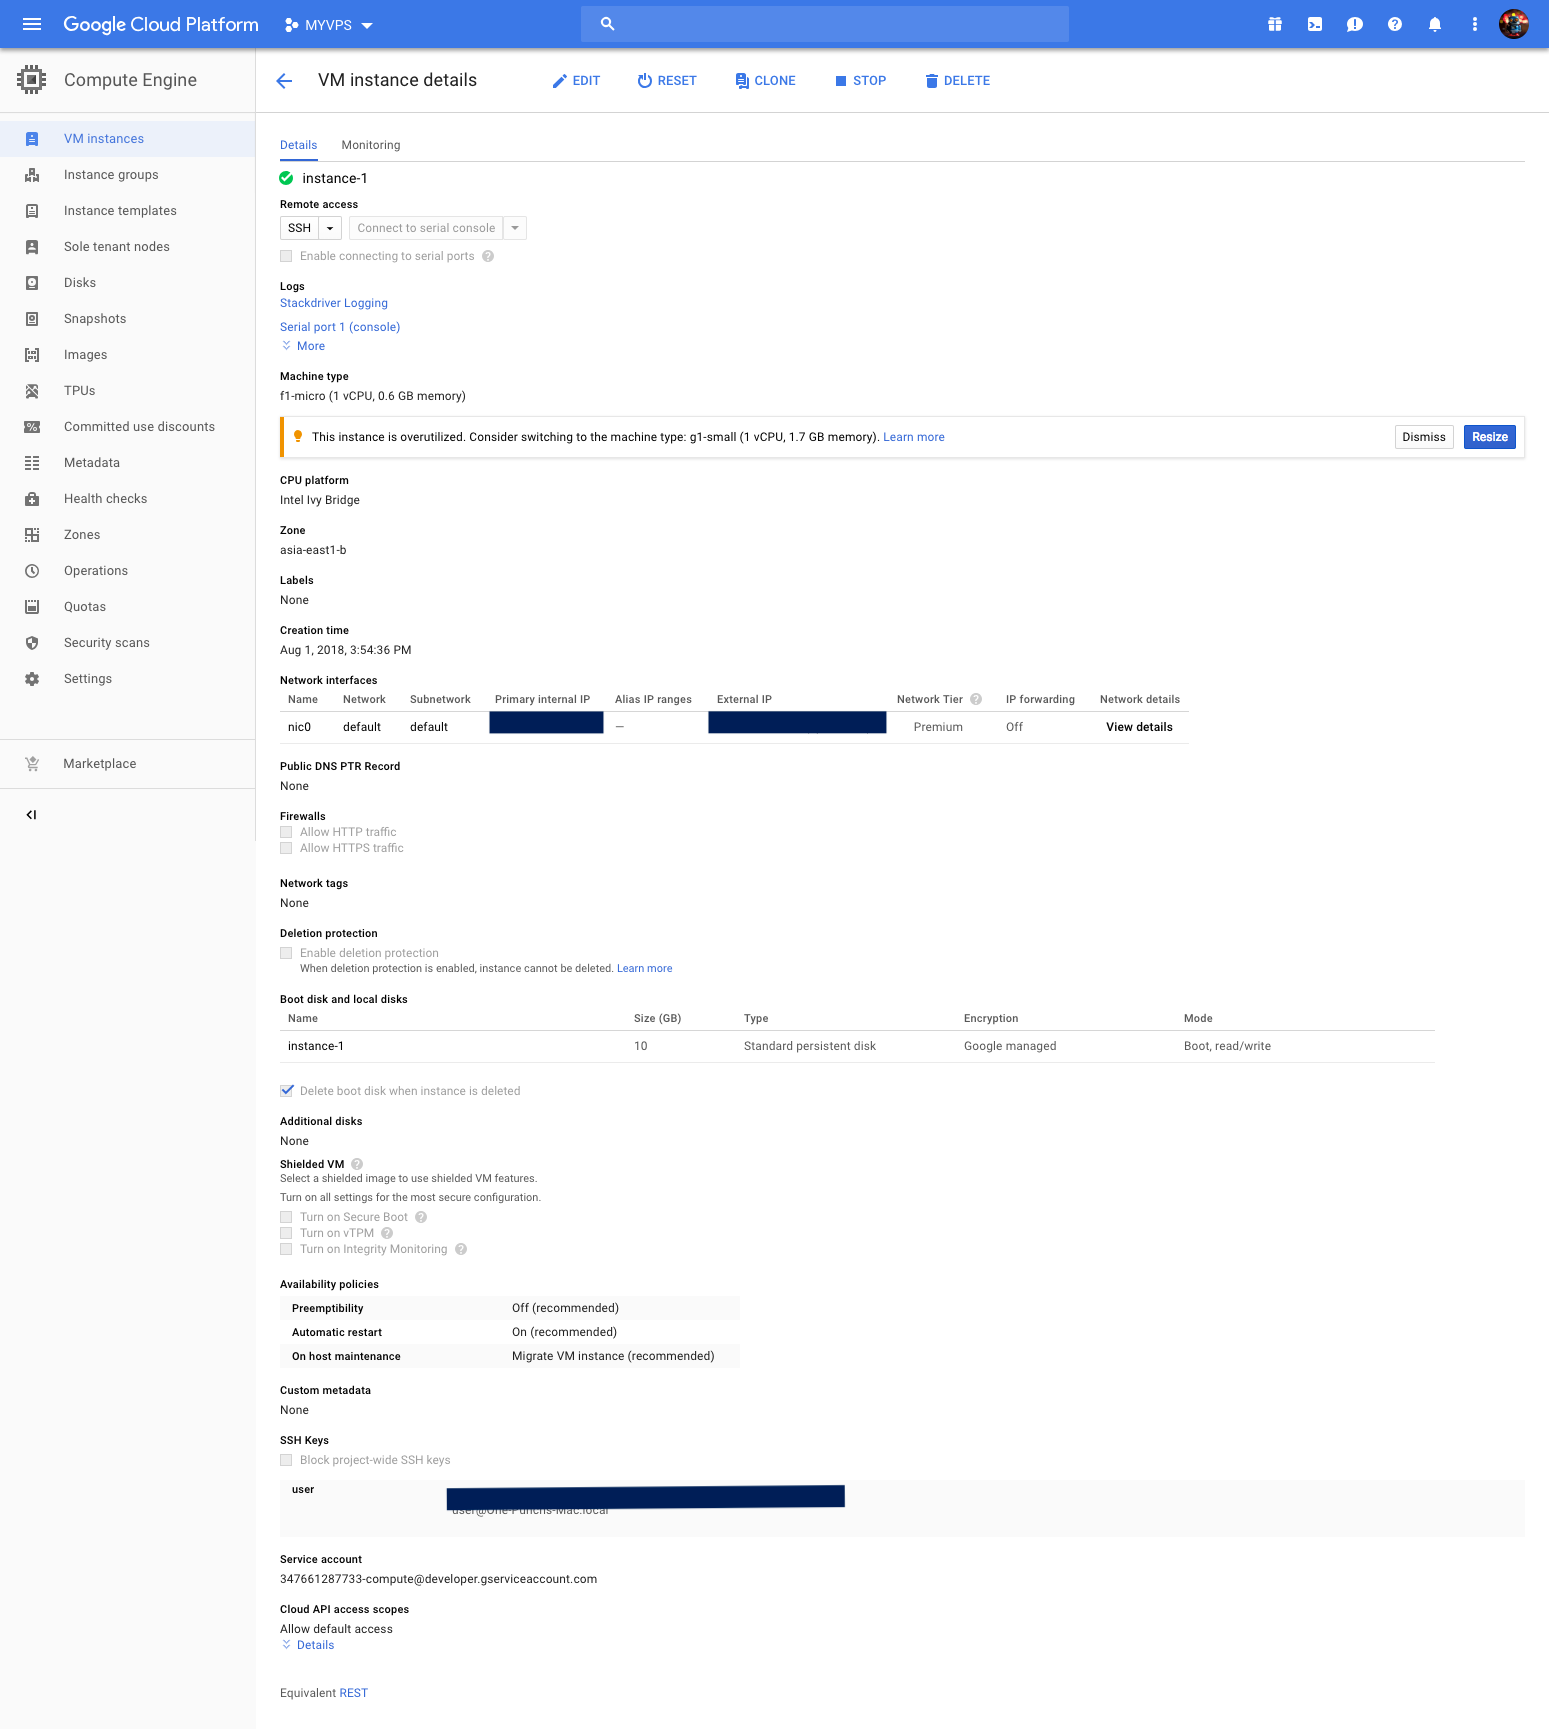 Google Cloud Platform
MYVPS
Compute Engine
VM instances
Instance groups
Instance templates
Sole tenant nodes
Disks
Snapshots
Images
TPUs
Committed use discounts
Metadata
Health checks
Zones
Operations
Quotas
Security scans
Settings
Marketplace
VM instance details
EDIT RESET CLONE STOP DELETE
Details Monitoring
instance-1
Remote access
SSH Connect to serial console
Enable connecting to serial ports
Logs
Stackdriver Logging
Serial port 1 (console)
More
Machine type
f1-micro (1 vCPU, 0.6 GB memory)
This instance is overutilized. Consider switching to the machine type: g1-small (1 vCPU, 1.7 GB memory). Learn more Dismiss Resize
CPU platform
Intel Ivy Bridge
Zone
asia-east1-b
Labels
None
Creation time
Aug 1, 2018, 3:54:36 PM
Network interfaces
Name Network Subnetwork Primary internal IP Alias IP ranges External IP Network Tier IP forwarding Network details
nic0 default default — Premium Off View details
Public DNS PTR Record
None
Firewalls
Allow HTTP traffic
Allow HTTPS traffic
Network tags
None
Deletion protection
Enable deletion protection
When deletion protection is enabled, instance cannot be deleted. Learn more
Boot disk and local disks
Name Size (GB) Type Encryption Mode
instance-1 10 Standard persistent disk Google managed Boot, read/write
Delete boot disk when instance is deleted
Additional disks
None
Shielded VM
Select a shielded image to use shielded VM features.
Turn on all settings for the most secure configuration.
Turn on Secure Boot
Turn on vTPM
Turn on Integrity Monitoring
Availability policies
Preemptibility Off (recommended)
Automatic restart On (recommended)
On host maintenance Migrate VM instance (recommended)
Custom metadata
None
SSH Keys
Block project-wide SSH keys
user
user@One-Punchs-Mac.local
Service account
347661287733-compute@developer.gserviceaccount.com
Cloud API access scopes
Allow default access
Details
Equivalent REST